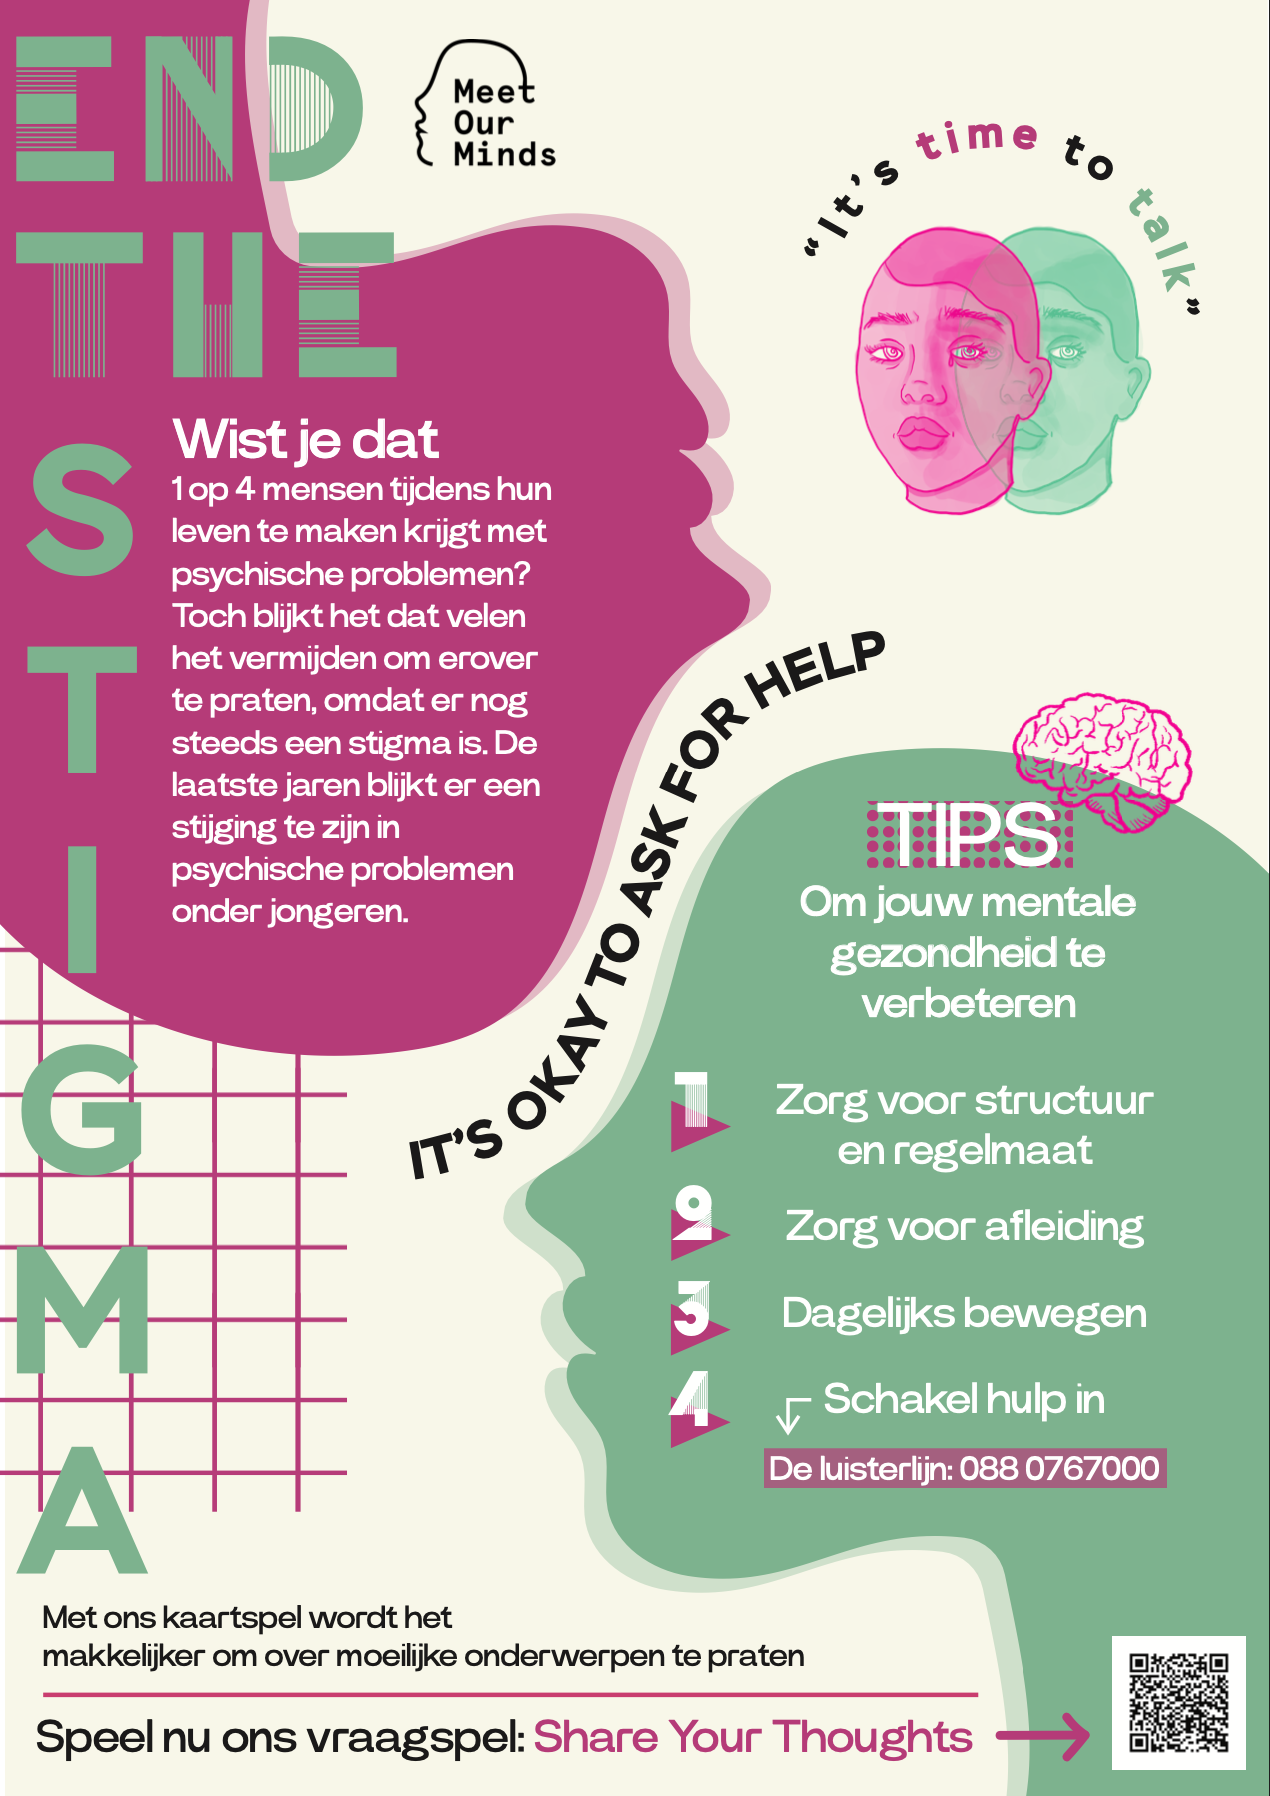 END
THE
STIGMA
Meet
Our
Minds
“It’s time to talk”
Wist je dat
1 op 4 mensen tijdens hun
leven te maken krijgt met
psychische problemen?
Toch blijkt het dat velen
het vermijden om erover
te praten, omdat er nog
steeds een stigma is. De
laatste jaren blijkt er een
stijging te zijn in
psychische problemen
onder jongeren.
IT’S OKAY TO ASK FOR HELP
TIPS
Om jouw mentale
gezondheid te
verbeteren
1 Zorg voor structuur
en regelmaat
2 Zorg voor afleiding
3 Dagelijks bewegen
4 Schakel hulp in
De luisterlijn: 088 0767000
Met ons kaartspel wordt het
makkelijker om over moeilijke onderwerpen te praten
Speel nu ons vraagspel: Share Your Thoughts